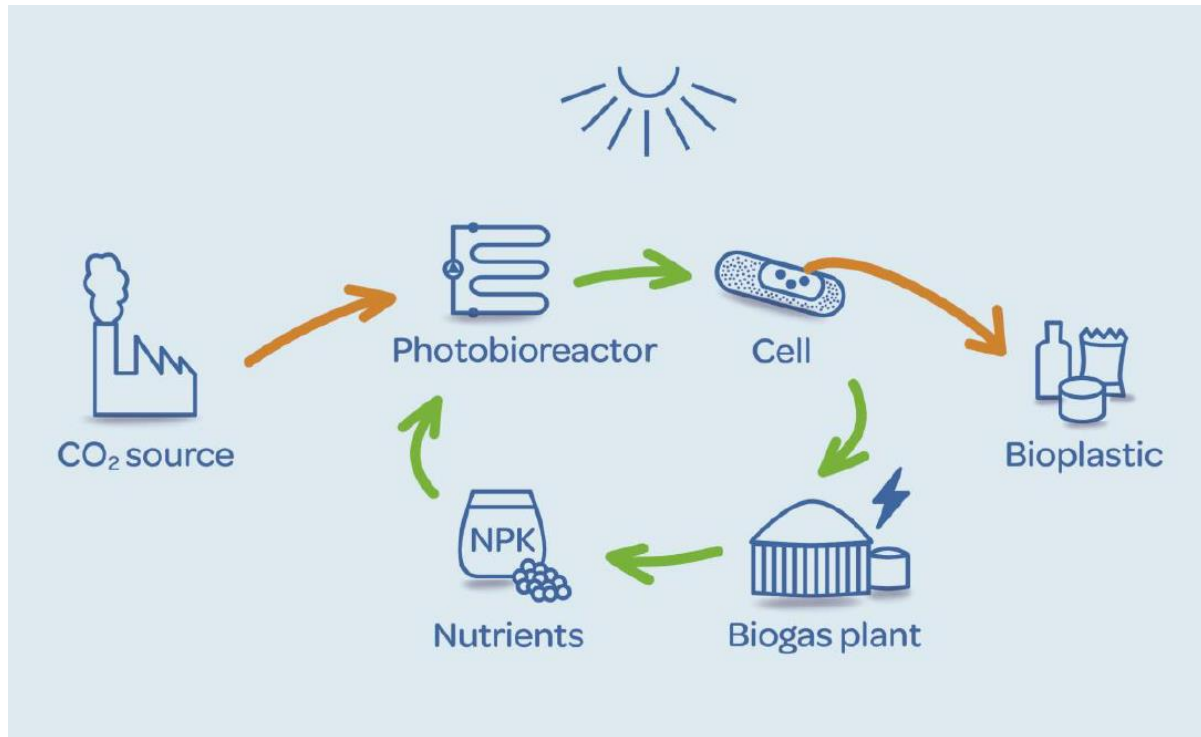 Photobioreactor
Cell
CO₂ source
Bioplastic
NPK
Nutrients
Biogas plant